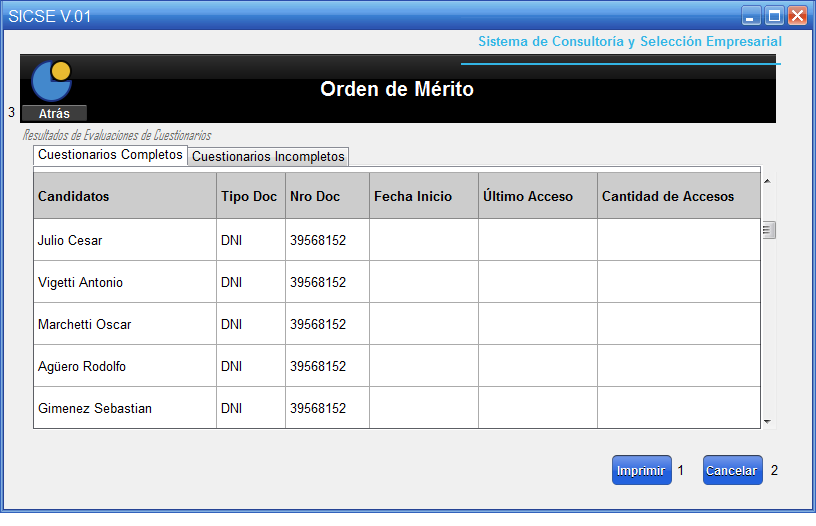 SICSE V.01
Sistema de Consultoría y Selección Empresarial
Orden de Mérito
3 Atrás
Resultados de Evaluaciones de Cuestionarios
Cuestionarios Completos Cuestionarios Incompletos
Candidatos Tipo Doc Nro Doc Fecha Inicio Último Acceso Cantidad de Accesos
Julio Cesar DNI 39568152
Vigetti Antonio DNI 39568152
Marchetti Oscar DNI 39568152
Agüero Rodolfo DNI 39568152
Gimenez Sebastian DNI 39568152
Imprimir 1 Cancelar 2